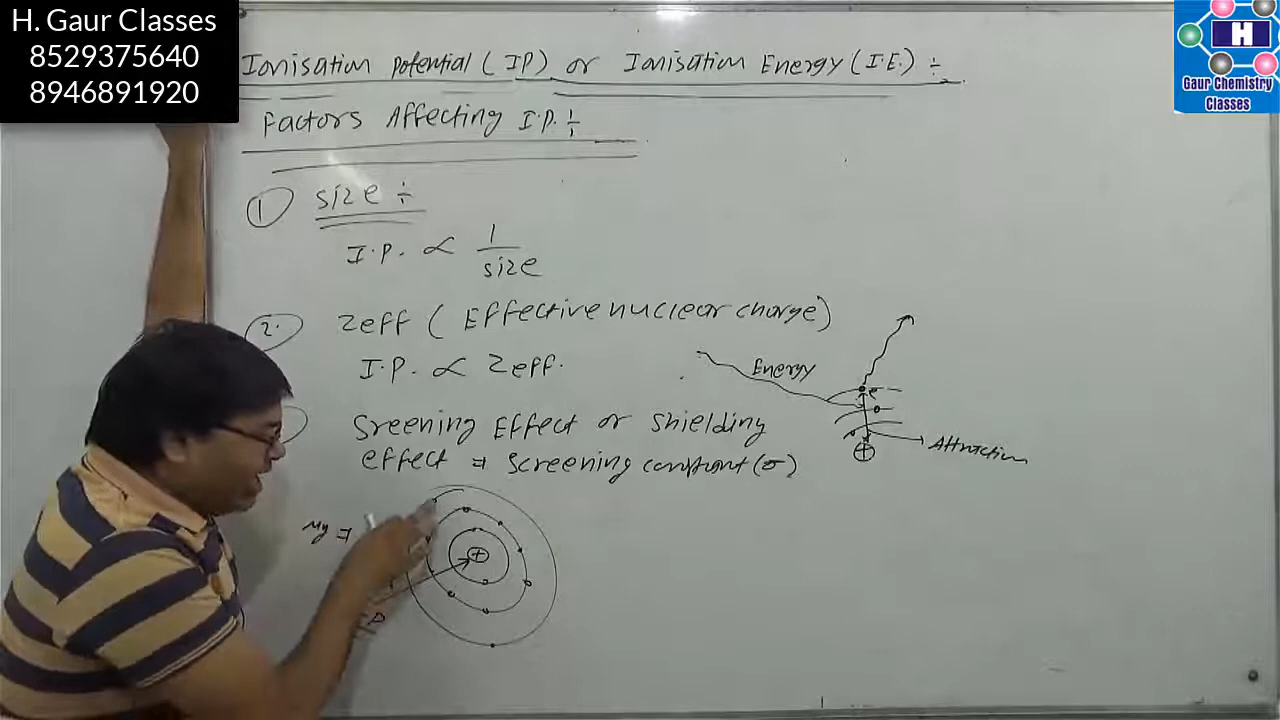 H. Gaur Classes
8529375640
8946891920
H
Gaur Chemistry
Classes
Ionisation Potential (IP) or Ionisation Energy (I.E.) ÷
Factors Affecting I.P. ÷
① size ÷
I.P. ∝ 1/size
2. Zeff ( Effective nuclear charge)
I.P. ∝ Zeff.
Energy
e-
Sreening Effect or shielding
effect = screening constant (σ)
Attraction
+
Mg =
+
P